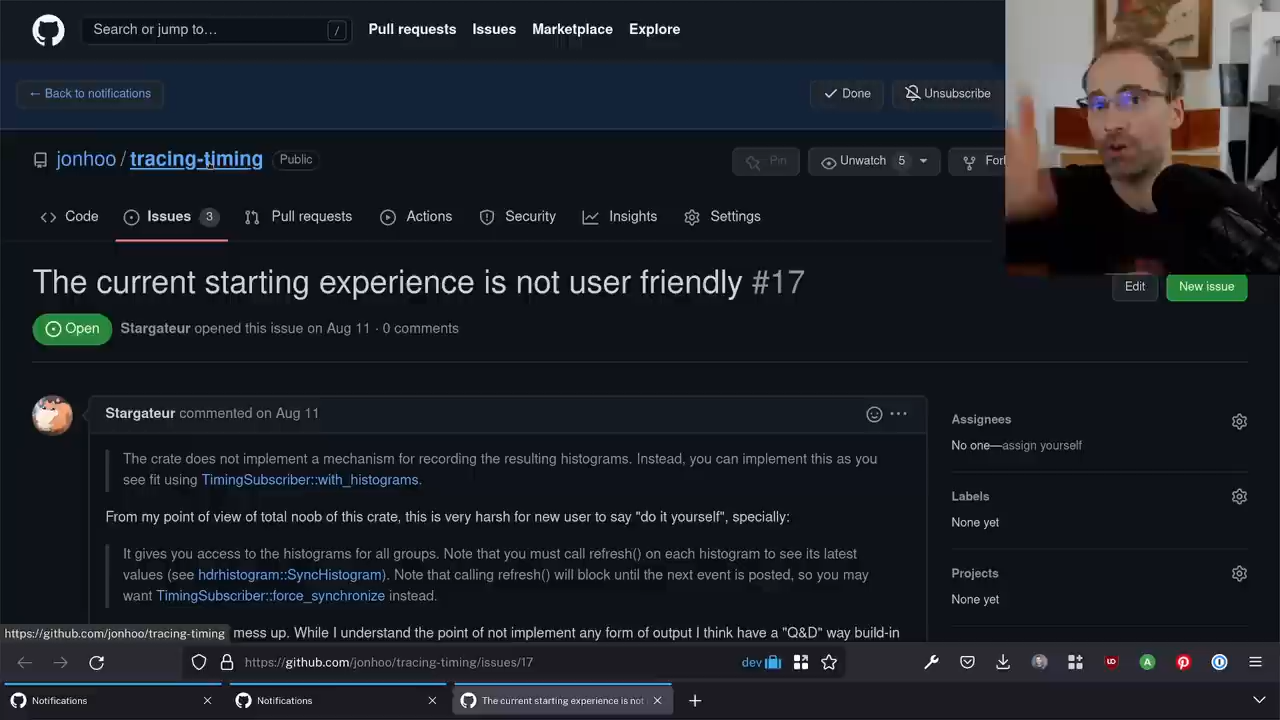 Search or jump to… /
Pull requests Issues Marketplace Explore
← Back to notifications
Done Unsubscribe
jonhoo / tracing-timing Public
Pin Unwatch 5
Code Issues 3 Pull requests Actions Security Insights Settings
The current starting experience is not user friendly #17
Edit New issue
Open Stargateur opened this issue on Aug 11 · 0 comments
Stargateur commented on Aug 11
The crate does not implement a mechanism for recording the resulting histograms. Instead, you can implement this as you
see fit using TimingSubscriber::with_histograms.
From my point of view of total noob of this crate, this is very harsh for new user to say "do it yourself", specially:
It gives you access to the histograms for all groups. Note that you must call refresh() on each histogram to see its latest
values (see hdrhistogram::SyncHistogram). Note that calling refresh() will block until the next event is posted, so you may
want TimingSubscriber::force_synchronize instead.
mess up. While I understand the point of not implement any form of output I think have a "Q&D" way build-in
Assignees
No one—assign yourself
Labels
None yet
Projects
None yet
https://github.com/jonhoo/tracing-timing
https://github.com/jonhoo/tracing-timing/issues/17 dev
Notifications Notifications The current starting experience is not